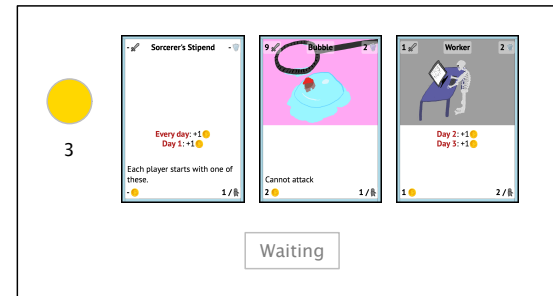 3
- Sorcerer's Stipend -
Every day: +1
Day 1: +1
Each player starts with one of
these.
- 1 /
9 Bubble 2
Cannot attack
2 1 /
1 Worker 2
Day 2: +1
Day 3: +1
1 2 /
Waiting